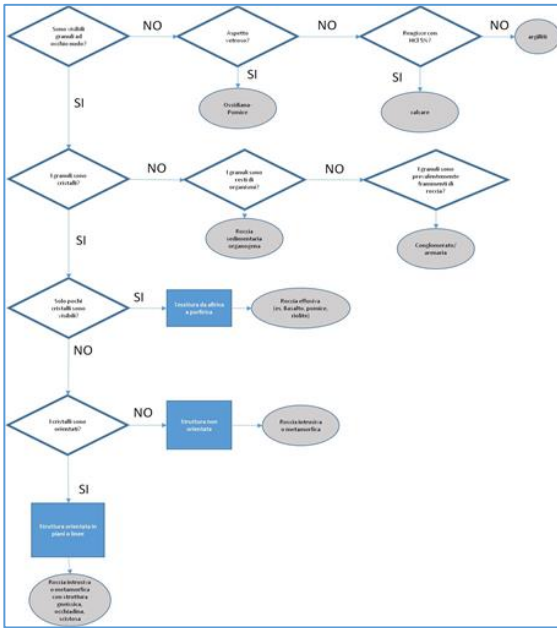 Sono visibili
granuli ad
occhio nudo?
NO
Aspetto
vetroso?
NO
Reagisce con
HCl 5%?
NO
argilliti
SI
SI
SI
Ossidiana
Pomice
calcare
I granuli sono
cristalli?
NO
I granuli sono
resti di
organismi?
NO
I granuli sono
prevalentemente
frammenti di
roccia?
SI
Roccia
sedimentaria
organogena
Conglomerato/
arenaria
Solo pochi
cristalli sono
visibili?
SI
Struttura da afirica
a porfirica
Roccia effusiva
(es. Basalto, pomice,
riolite)
NO
I cristalli sono
orientati?
NO
Struttura non
orientata
Roccia intrusiva
o metamorfica
SI
Struttura orientata in
piani o linee
Roccia intrusiva
o metamorfica
con struttura
gneissica,
occhiadina,
scistosa